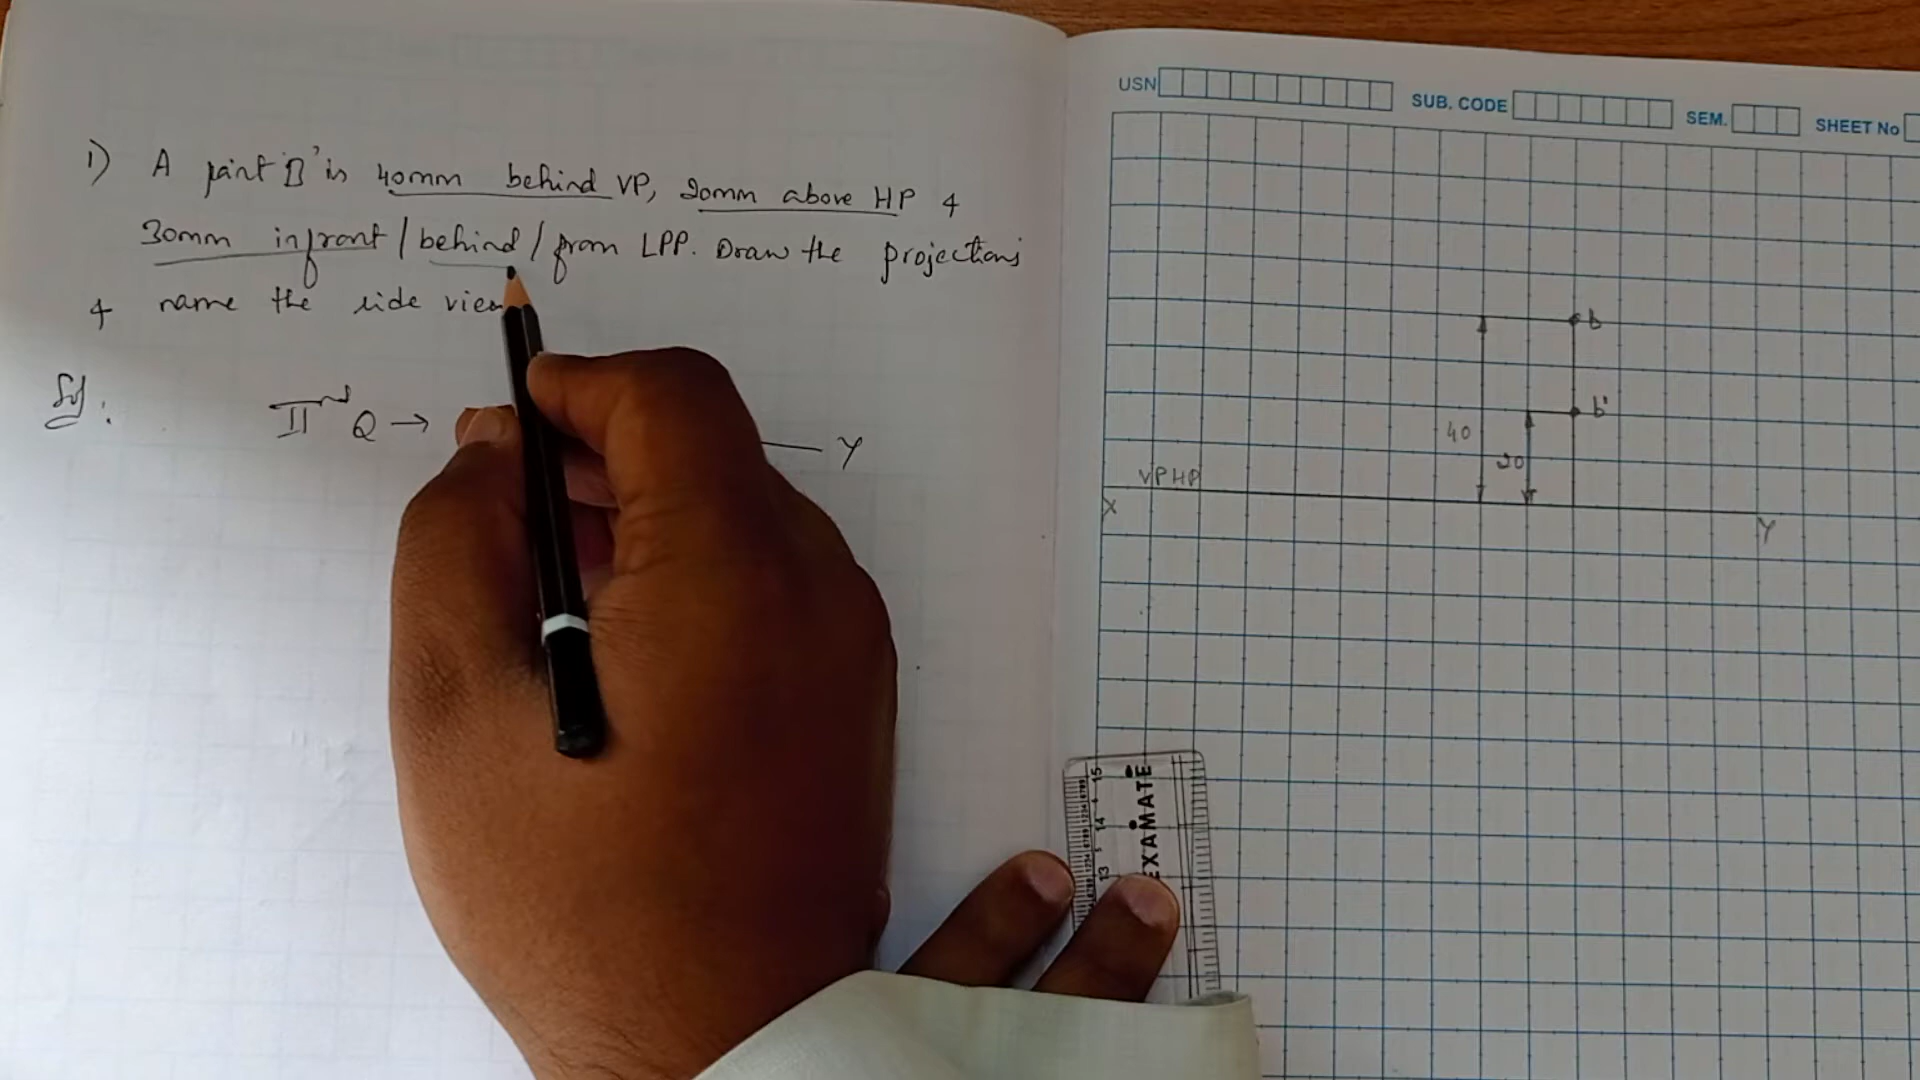 1) A point 'B' is 40mm behind VP, 20mm above HP &
30mm infront / behind / from LPP. Draw the projections
& name the side view
Sol:
IInd Q → Y
USN SUB. CODE SEM. SHEET No
b
b'
40
20
VP HP
X Y
15
14
13
EXAMATE